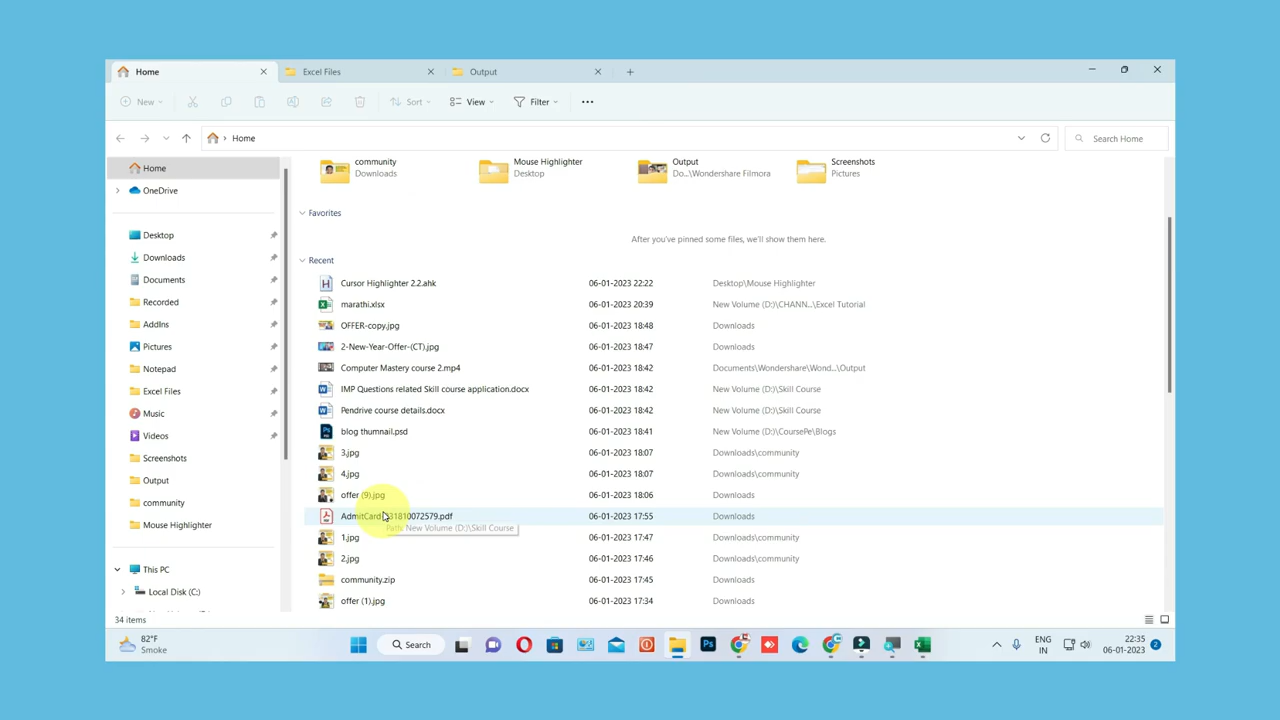 Home
Excel Files
Output
New
Sort
View
Filter
Home
Search Home
Home
OneDrive
Desktop
Downloads
Documents
Recorded
AddIns
Pictures
Notepad
Excel Files
Music
Videos
Screenshots
Output
community
Mouse Highlighter
This PC
Local Disk (C:)
community
Downloads
Mouse Highlighter
Desktop
Output
Do...\Wondershare Filmora
Screenshots
Pictures
Favorites
After you've pinned some files, we'll show them here.
Recent
Cursor Highlighter 2.2.ahk 06-01-2023 22:22 Desktop\Mouse Highlighter
marathi.xlsx 06-01-2023 20:39 New Volume (D:)\CHANN...\Excel Tutorial
OFFER-copy.jpg 06-01-2023 18:48 Downloads
2-New-Year-Offer-(CT).jpg 06-01-2023 18:47 Downloads
Computer Mastery course 2.mp4 06-01-2023 18:42 Documents\Wondershare\Wond...\Output
IMP Questions related Skill course application.docx 06-01-2023 18:42 New Volume (D:)\Skill Course
Pendrive course details.docx 06-01-2023 18:42 New Volume (D:)\Skill Course
blog thumnail.psd 06-01-2023 18:41 New Volume (D:)\CoursePe\Blogs
3.jpg 06-01-2023 18:07 Downloads\community
4.jpg 06-01-2023 18:07 Downloads\community
offer (9).jpg 06-01-2023 18:06 Downloads
06-01-2023 17:55 Downloads
Path: New Volume (D:)\Skill Course
1.jpg 06-01-2023 17:47 Downloads\community
2.jpg 06-01-2023 17:46 Downloads\community
community.zip 06-01-2023 17:45 Downloads
offer (1).jpg 06-01-2023 17:34 Downloads
34 items
82°F
Smoke
Search
ENG
IN
22:35
06-01-2023
2